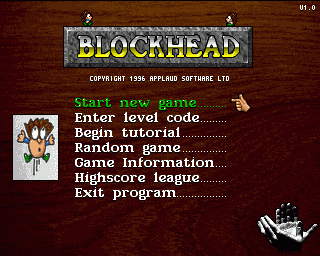 V1.0
BLOCKHEAD
COPYRIGHT 1996 APPLAUD SOFTWARE LTD
Start new game.........
Enter level code........
Begin tutorial.............
Random game.............
Game Information....
Highscore league.......
Exit program.................